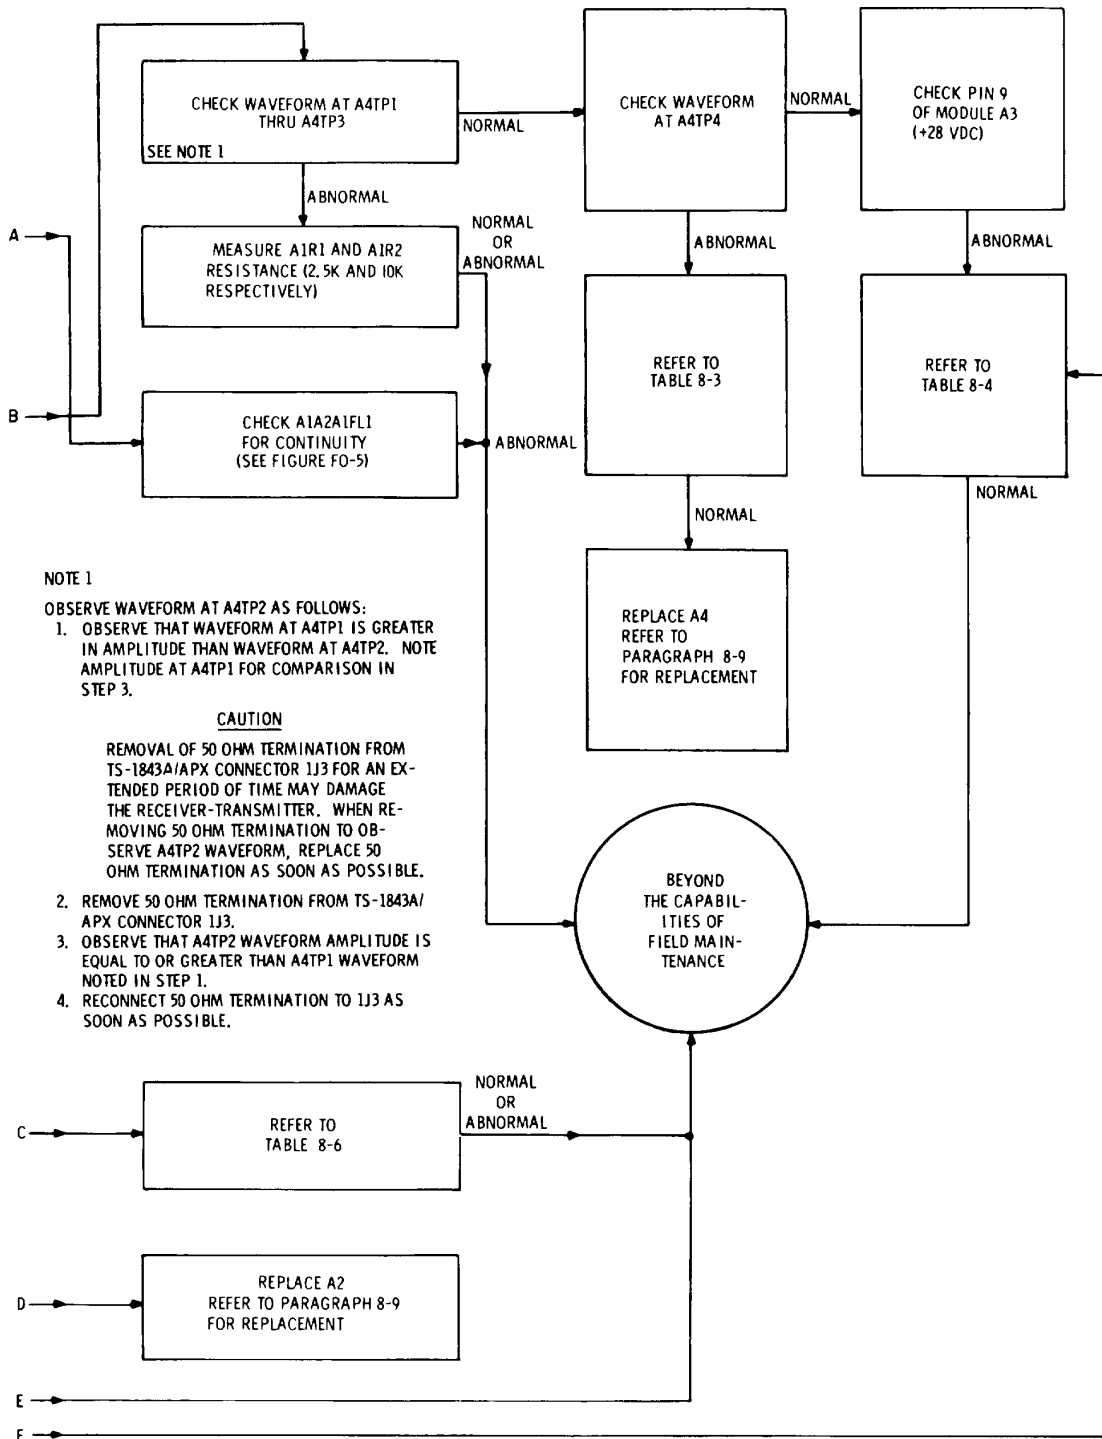 CHECK WAVEFORM AT A4TP1
THRU A4TP3
SEE NOTE 1
NORMAL
CHECK WAVEFORM
AT A4TP4
NORMAL
CHECK PIN 9
OF MODULE A3
(+28 VDC)
ABNORMAL
ABNORMAL
ABNORMAL
A
MEASURE A1R1 AND A1R2
RESISTANCE (2.5K AND 10K
RESPECTIVELY)
NORMAL
OR
ABNORMAL
REFER TO
TABLE 8-3
REFER TO
TABLE 8-4
B
CHECK A1A2A1FL1
FOR CONTINUITY
(SEE FIGURE FO-5)
ABNORMAL
NORMAL
NORMAL
REPLACE A4
REFER TO
PARAGRAPH 8-9
FOR REPLACEMENT
NOTE 1
OBSERVE WAVEFORM AT A4TP2 AS FOLLOWS:
1. OBSERVE THAT WAVEFORM AT A4TP1 IS GREATER
IN AMPLITUDE THAN WAVEFORM AT A4TP2. NOTE
AMPLITUDE AT A4TP1 FOR COMPARISON IN
STEP 3.
CAUTION
REMOVAL OF 50 OHM TERMINATION FROM
TS-1843A/APX CONNECTOR 1J3 FOR AN EX-
TENDED PERIOD OF TIME MAY DAMAGE
THE RECEIVER-TRANSMITTER. WHEN RE-
MOVING 50 OHM TERMINATION TO OB-
SERVE A4TP2 WAVEFORM, REPLACE 50
OHM TERMINATION AS SOON AS POSSIBLE.
2. REMOVE 50 OHM TERMINATION FROM TS-1843A/
APX CONNECTOR 1J3.
3. OBSERVE THAT A4TP2 WAVEFORM AMPLITUDE IS
EQUAL TO OR GREATER THAN A4TP1 WAVEFORM
NOTED IN STEP 1.
4. RECONNECT 50 OHM TERMINATION TO 1J3 AS
SOON AS POSSIBLE.
BEYOND
THE CAPABIL-
ITIES OF
FIELD MAIN-
TENANCE
C
REFER TO
TABLE 8-6
NORMAL
OR
ABNORMAL
D
REPLACE A2
REFER TO PARAGRAPH 8-9
FOR REPLACEMENT
E
F